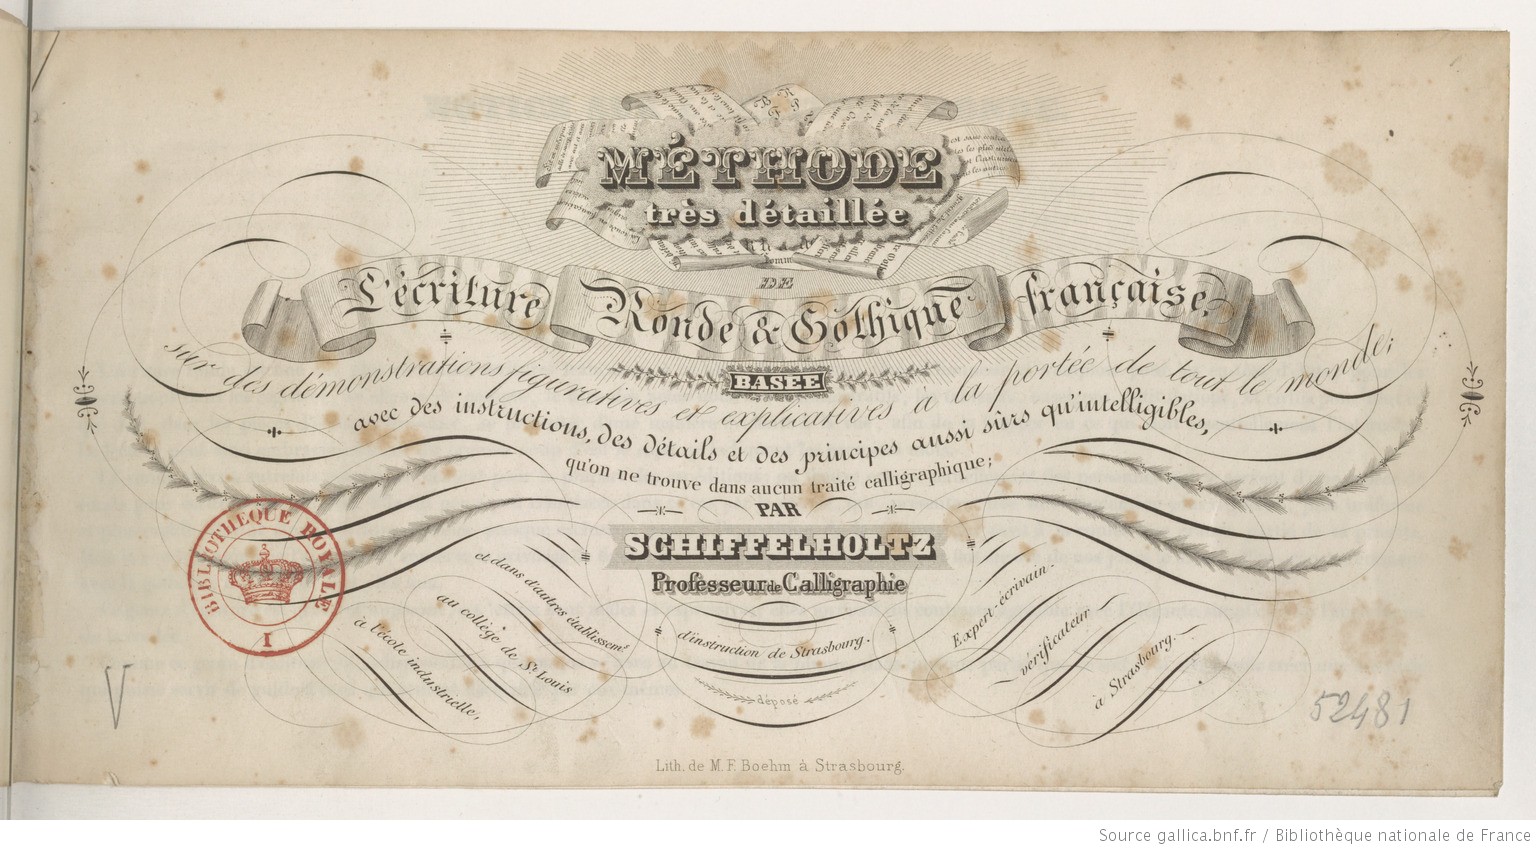 MÉTHODE
très détaillée
DE
L'écriture Ronde & Gothique française,
BASÉE
sur des démonstrations figuratives et explicatives à la portée de tout le monde;
avec des instructions, des détails et des principes aussi sûrs qu'intelligibles,
qu'on ne trouve dans aucun traité calligraphique;
PAR
SCHIFFELHOLTZ
Professeur de Calligraphie
à l'école industrielle,
au collège de St. Louis
et dans d'autres établissemts
d'instruction de Strasbourg.
Expert-écrivain-
vérificateur
à Strasbourg.
déposé
Lith. de M. F. Boehm à Strasbourg.
BIBLIOTHEQUE ROYALE
I
V
52481
Source gallica.bnf.fr / Bibliothèque nationale de France